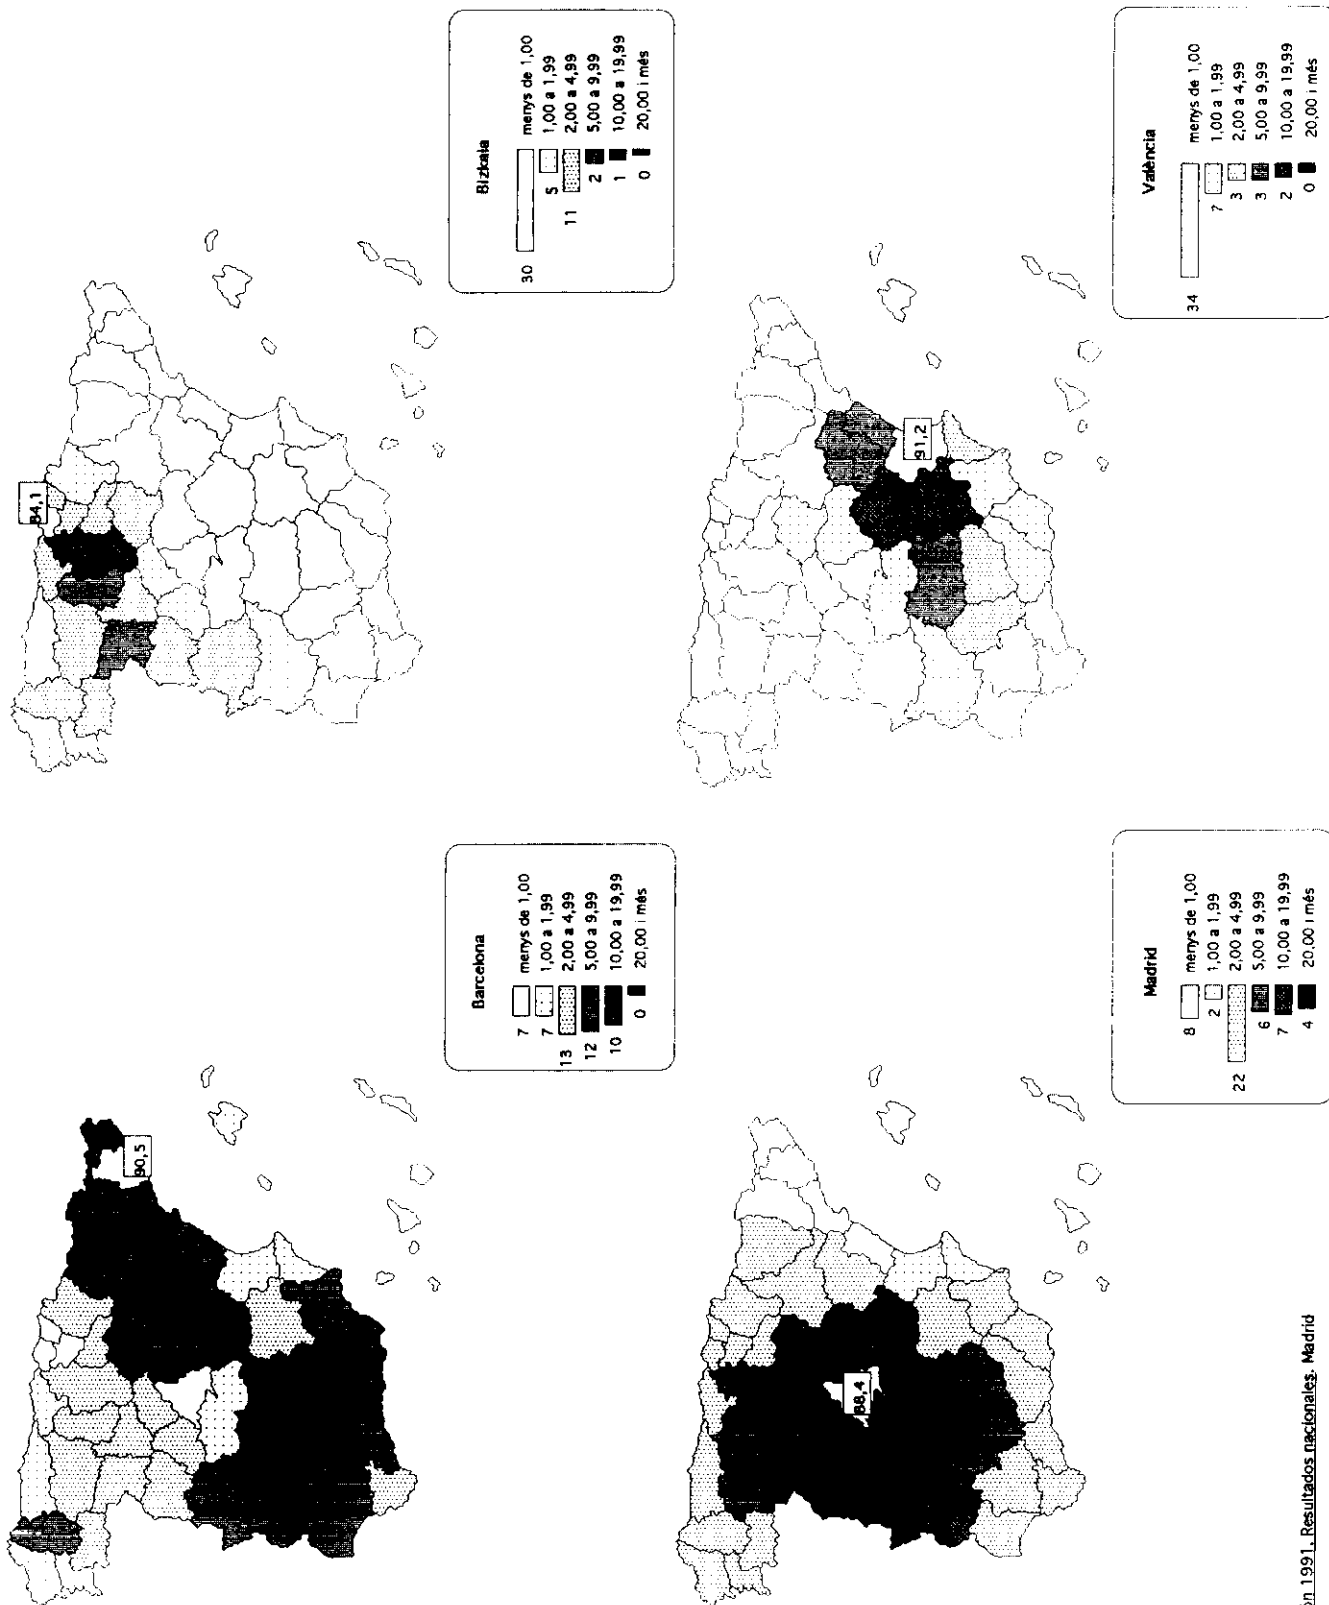 84,1
Bizkaia
30 menys de 1,00
5 1,00 a 1,99
11 2,00 a 4,99
2 5,00 a 9,99
1 10,00 a 19,99
0 20,00 i més
91,2
València
34 menys de 1,00
7 1,00 a 1,99
3 2,00 a 4,99
3 5,00 a 9,99
2 10,00 a 19,99
0 20,00 i més
90,5
Barcelona
7 menys de 1,00
7 1,00 a 1,99
13 2,00 a 4,99
12 5,00 a 9,99
10 10,00 a 19,99
0 20,00 i més
88,4
Madrid
8 menys de 1,00
2 1,00 a 1,99
22 2,00 a 4,99
6 5,00 a 9,99
7 10,00 a 19,99
4 20,00 i més
ón 1991. Resultados nacionales. Madrid